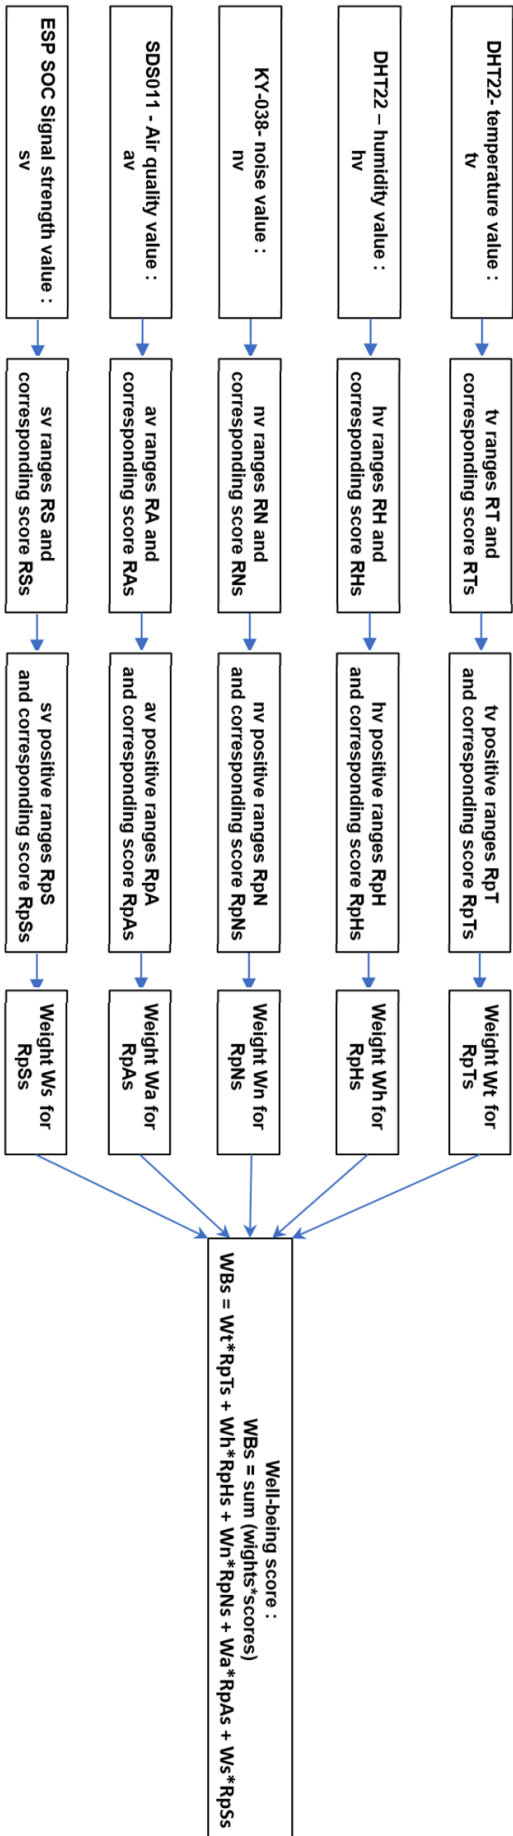 DHT22- temperature value :
tv
tv ranges RT and
corresponding score RTs
tv positive ranges RpT
and corresponding score RpTs
Weight Wt for
RpTs
DHT22 – humidity value :
hv
hv ranges RH and
corresponding score RHs
hv positive ranges RpH
and corresponding score RpHs
Weight Wh for
RpHs
KY-038- noise value :
nv
nv ranges RN and
corresponding score RNs
nv positive ranges RpN
and corresponding score RpNs
Weight Wn for
RpNs
SDS011 - Air quality value :
av
av ranges RA and
corresponding score RAs
av positive ranges RpA
and corresponding score RpAs
Weight Wa for
RpAs
ESP SOC Signal strength value :
sv
sv ranges RS and
corresponding score RSs
sv positive ranges RpS
and corresponding score RpSs
Weight Ws for
RpSs
Well-being score :
WBs = sum (wights*scores)
WBs = Wt*RpTs + Wh*RpHs + Wn*RpNs + Wa*RpAs + Ws*RpSs